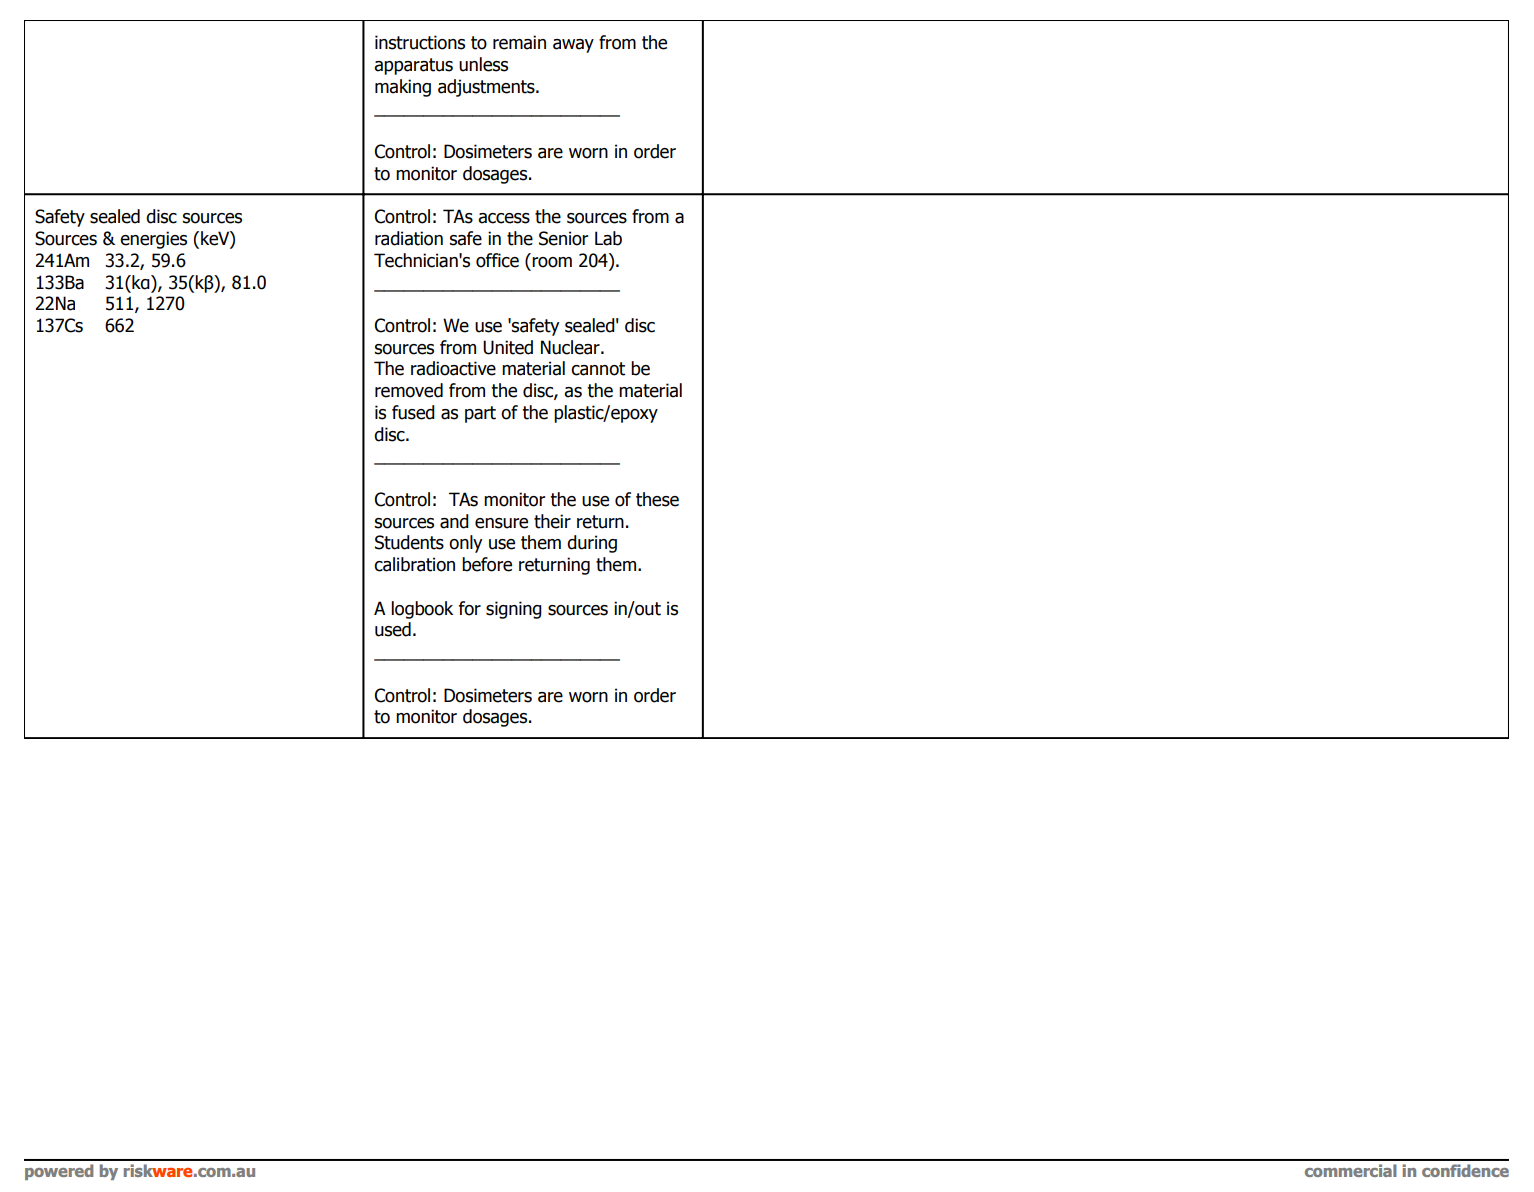 instructions to remain away from the
apparatus unless
making adjustments.
_________________________
Control: Dosimeters are worn in order
to monitor dosages.
Safety sealed disc sources
Sources & energies (keV)
241Am 33.2, 59.6
133Ba 31(kα), 35(kβ), 81.0
22Na 511, 1270
137Cs 662
Control: TAs access the sources from a
radiation safe in the Senior Lab
Technician's office (room 204).
_________________________
Control: We use 'safety sealed' disc
sources from United Nuclear.
The radioactive material cannot be
removed from the disc, as the material
is fused as part of the plastic/epoxy
disc.
_________________________
Control:  TAs monitor the use of these
sources and ensure their return.
Students only use them during
calibration before returning them.
A logbook for signing sources in/out is
used.
_________________________
Control: Dosimeters are worn in order
to monitor dosages.
powered by riskware.com.au
commercial in confidence